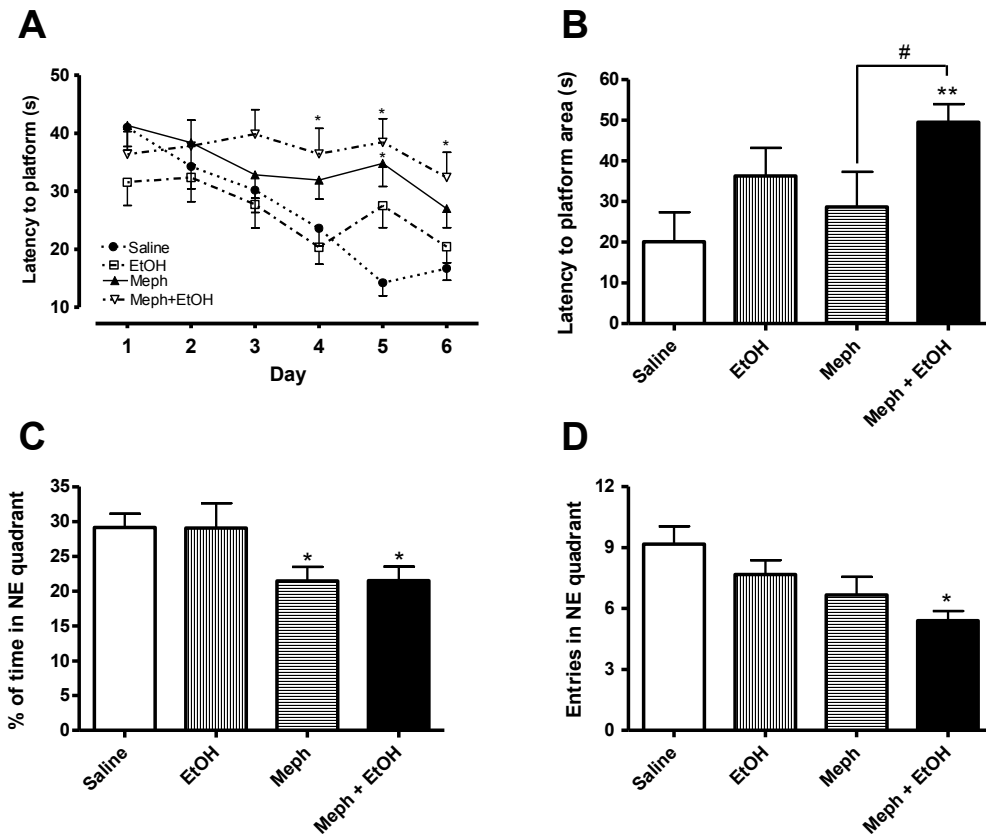 A
Latency to platform (s)
50
40
30
20
10
* * * *
Saline
EtOH
Meph
Meph+EtOH
1 2 3 4 5 6
Day
B
Latency to platform area (s)
60
50
40
30
20
10
0
#
**
Saline EtOH Meph Meph + EtOH
C
% of time in NE quadrant
35
30
25
20
15
10
5
0
* *
Saline EtOH Meph Meph + EtOH
D
Entries in NE quadrant
12
9
6
3
0
*
Saline EtOH Meph Meph + EtOH